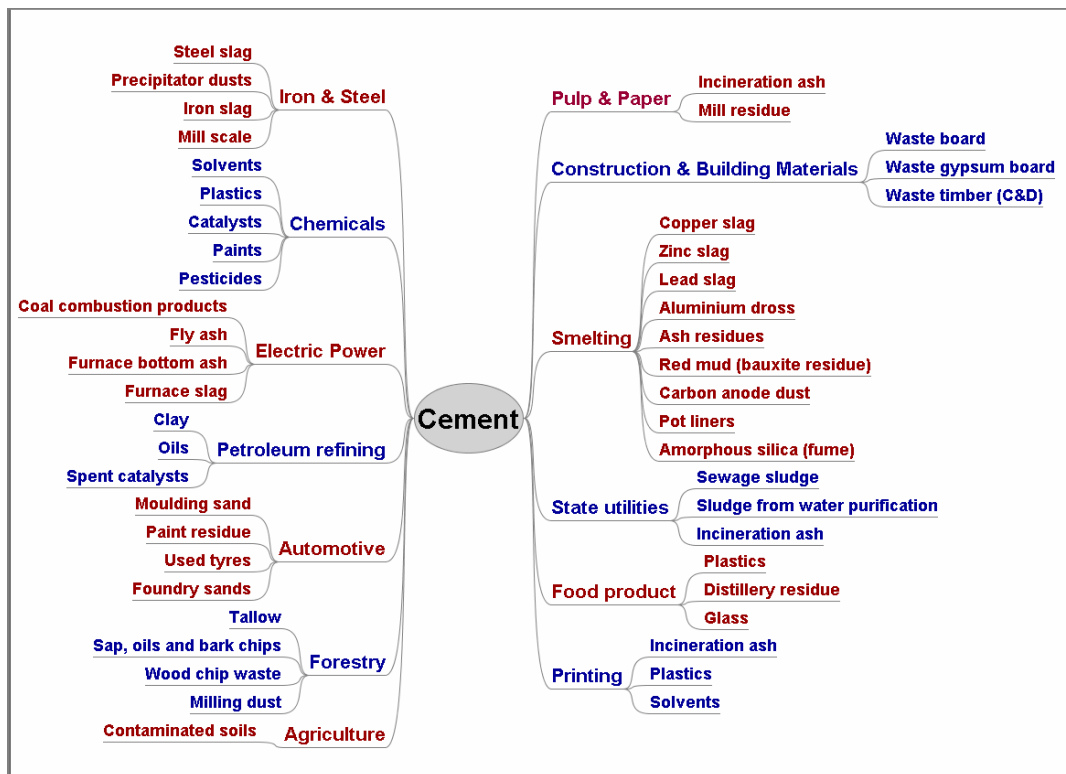 Cement
Iron & Steel
Steel slag
Precipitator dusts
Iron slag
Mill scale
Chemicals
Solvents
Plastics
Catalysts
Paints
Pesticides
Electric Power
Coal combustion products
Fly ash
Furnace bottom ash
Furnace slag
Petroleum refining
Clay
Oils
Spent catalysts
Automotive
Moulding sand
Paint residue
Used tyres
Foundry sands
Forestry
Tallow
Sap, oils and bark chips
Wood chip waste
Milling dust
Agriculture
Contaminated soils
Pulp & Paper
Incineration ash
Mill residue
Construction & Building Materials
Waste board
Waste gypsum board
Waste timber (C&D)
Smelting
Copper slag
Zinc slag
Lead slag
Aluminium dross
Ash residues
Red mud (bauxite residue)
Carbon anode dust
Pot liners
Amorphous silica (fume)
State utilities
Sewage sludge
Sludge from water purification
Incineration ash
Food product
Plastics
Distillery residue
Glass
Printing
Incineration ash
Plastics
Solvents